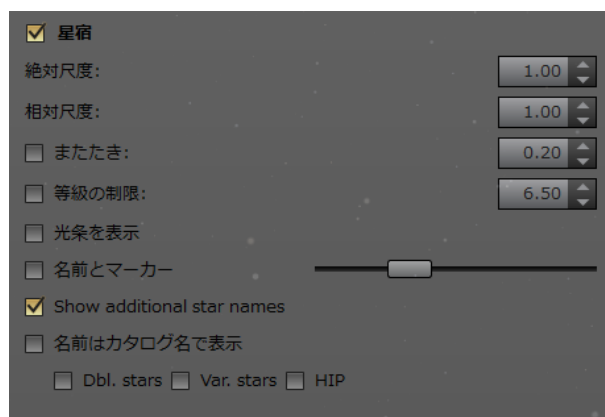 星宿
絶対尺度: 1.00
相対尺度: 1.00
またたき: 0.20
等級の制限: 6.50
光条を表示
名前とマーカー
Show additional star names
名前はカタログ名で表示
Dbl. stars Var. stars HIP